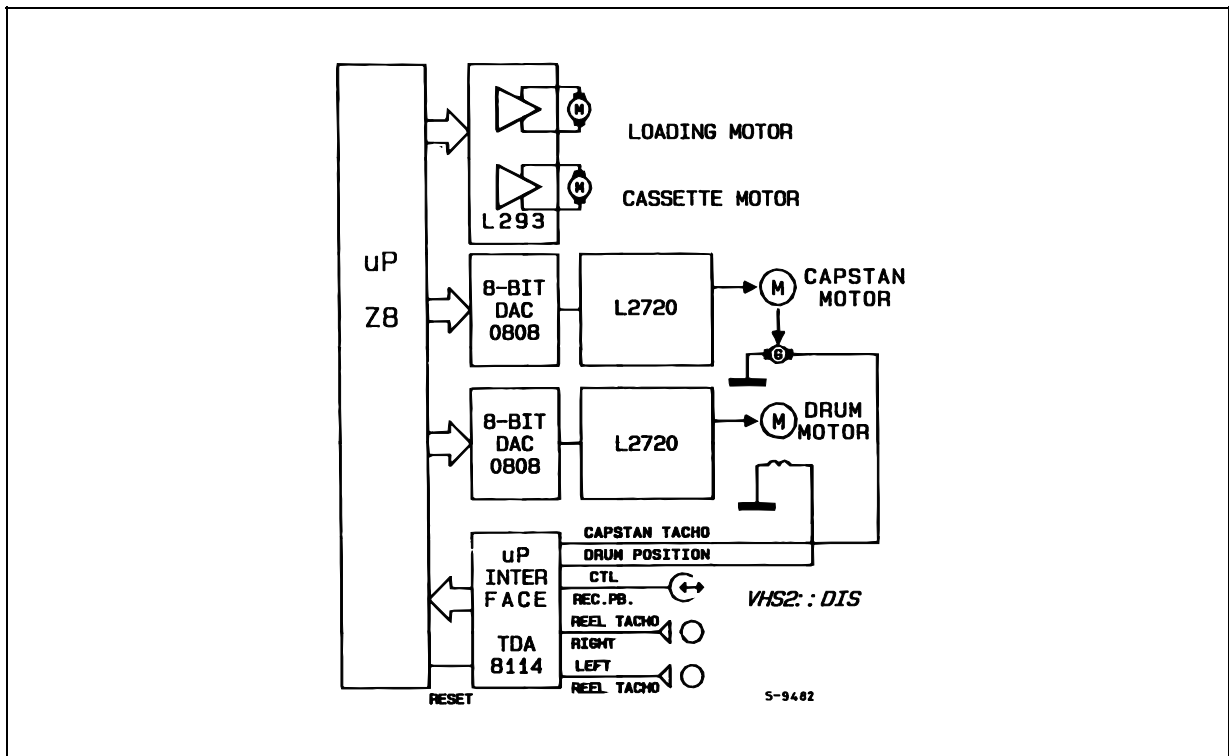 LOADING MOTOR
CASSETTE MOTOR
L293
uP
Z8
8-BIT
DAC
0808
L2720
M
M
M
CAPSTAN
MOTOR
G
8-BIT
DAC
0808
L2720
M
DRUM
MOTOR
CAPSTAN TACHO
DRUM POSITION
uP
INTER
FACE
TDA
8114
CTL
REC.PB.
REEL TACHO
RIGHT
LEFT
REEL TACHO
RESET
VHS2::DIS
S-9482